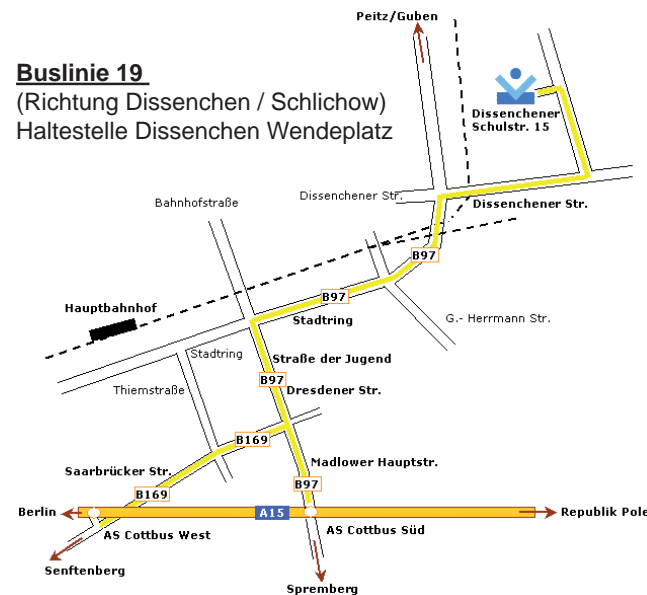 Peitz/Guben
Buslinie 19
(Richtung Dissenchen / Schlichow)
Haltestelle Dissenchen Wendeplatz
Dissenchener
Schulstr. 15
Dissenchener Str.
Bahnhofstraße
Dissenchener Str.
B97
Hauptbahnhof
B97
Stadtring
G.- Herrmann Str.
Stadtring
Straße der Jugend
Thiemstraße
B97
Dresdener Str.
B169
Saarbrücker Str.
Madlower Hauptstr.
B169
B97
Berlin
A15
Republik Pole
AS Cottbus West
AS Cottbus Süd
Senftenberg
Spremberg